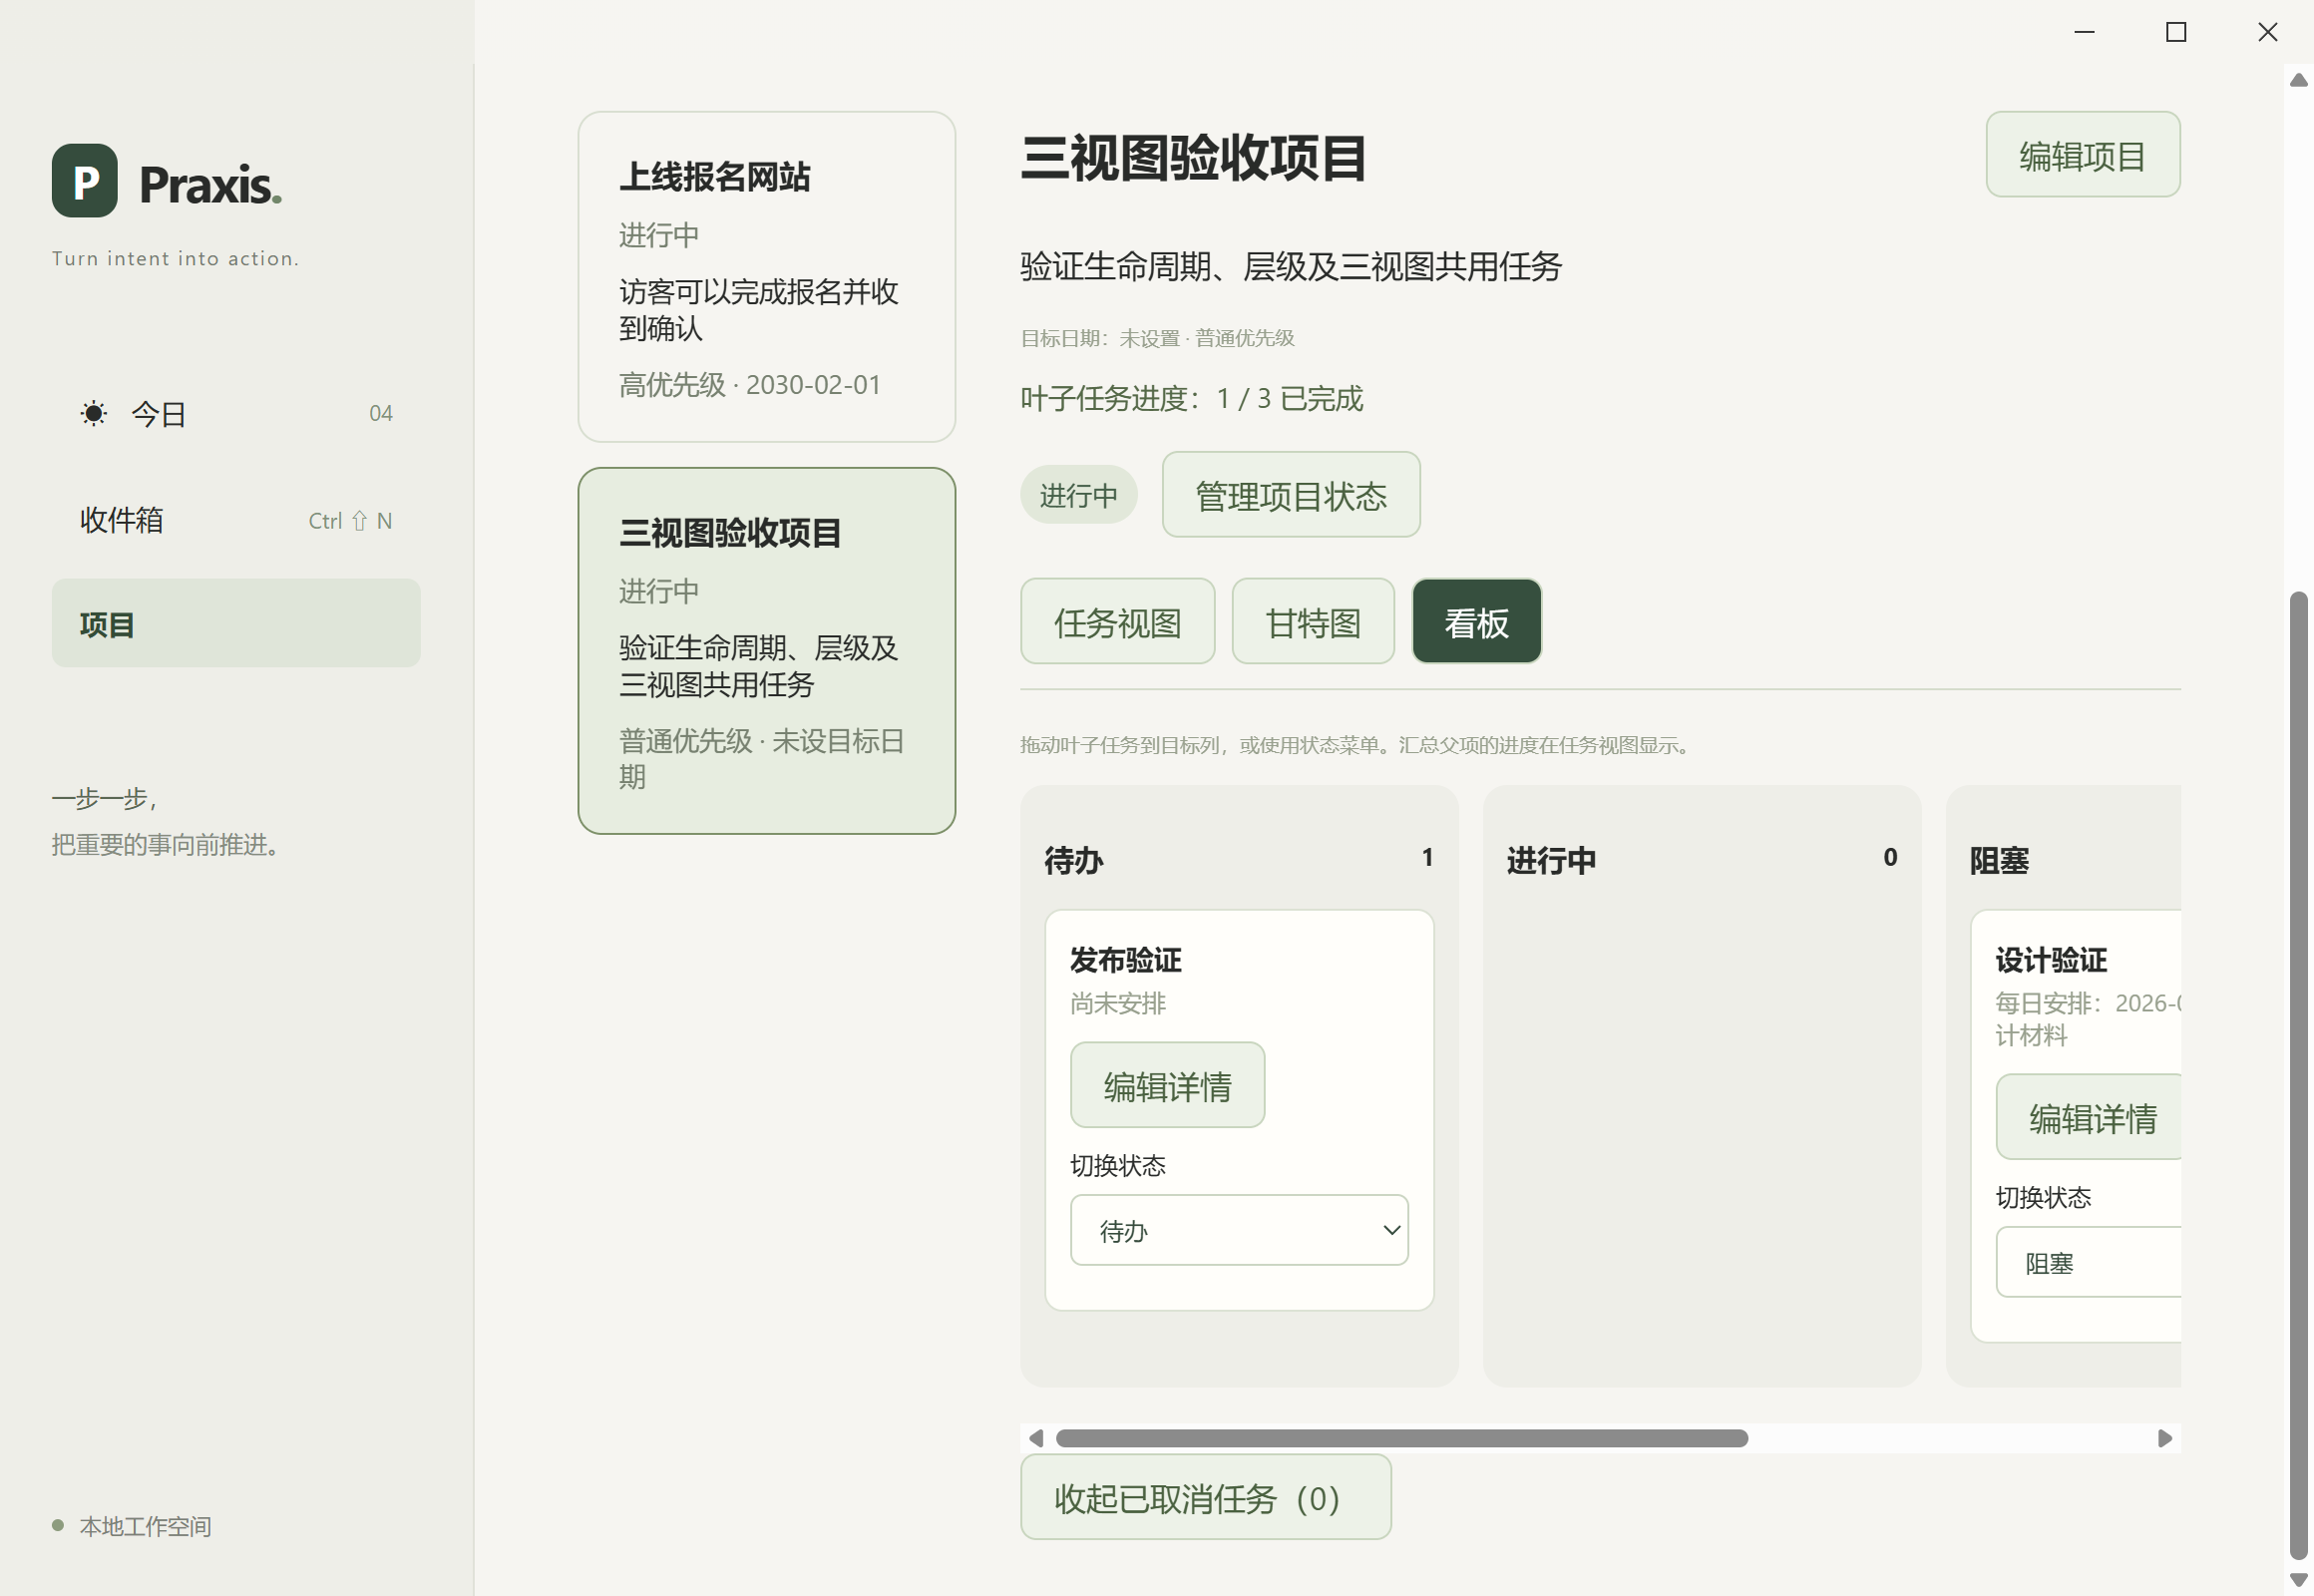 P Praxis.
Turn intent into action.
今日 04
收件箱 Ctrl ⇧ N
项目
一步一步，
把重要的事向前推进。
本地工作空间
上线报名网站
进行中
访客可以完成报名并收
到确认
高优先级 · 2030-02-01
三视图验收项目
进行中
验证生命周期、层级及
三视图共用任务
普通优先级 · 未设目标日
期
三视图验收项目
编辑项目
验证生命周期、层级及三视图共用任务
目标日期：未设置 · 普通优先级
叶子任务进度：1 / 3 已完成
进行中
管理项目状态
任务视图
甘特图
看板
拖动叶子任务到目标列，或使用状态菜单。汇总父项的进度在任务视图显示。
待办 1
发布验证
尚未安排
编辑详情
切换状态
待办
进行中 0
阻塞
设计验证
每日安排：2026-
计材料
编辑详情
切换状态
阻塞
收起已取消任务（0）